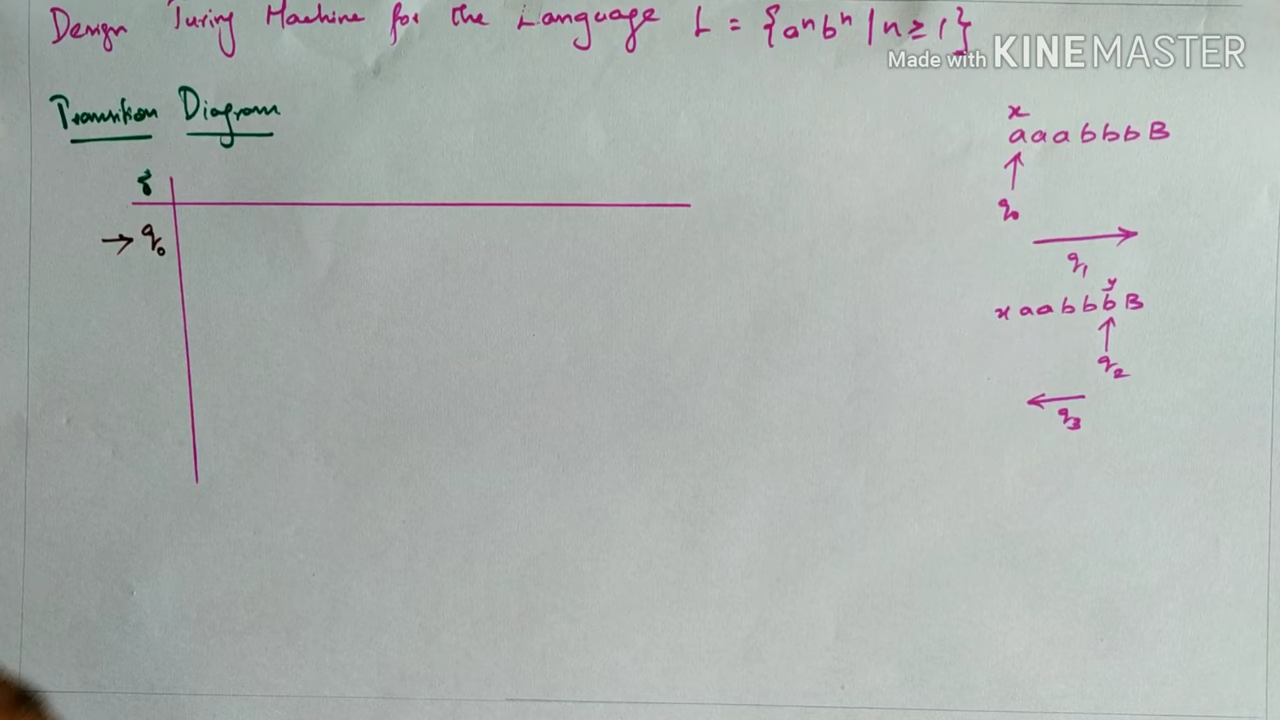 Design Turing Machine for the Language L = {aⁿbⁿ | n ≥ 1}
Made with KINEMASTER
Transition Diagram
x
aaabbbB
↑
q₀
δ
→ q₀
→
q₁
y
xaabbbB
↑
q₂
←
q₃